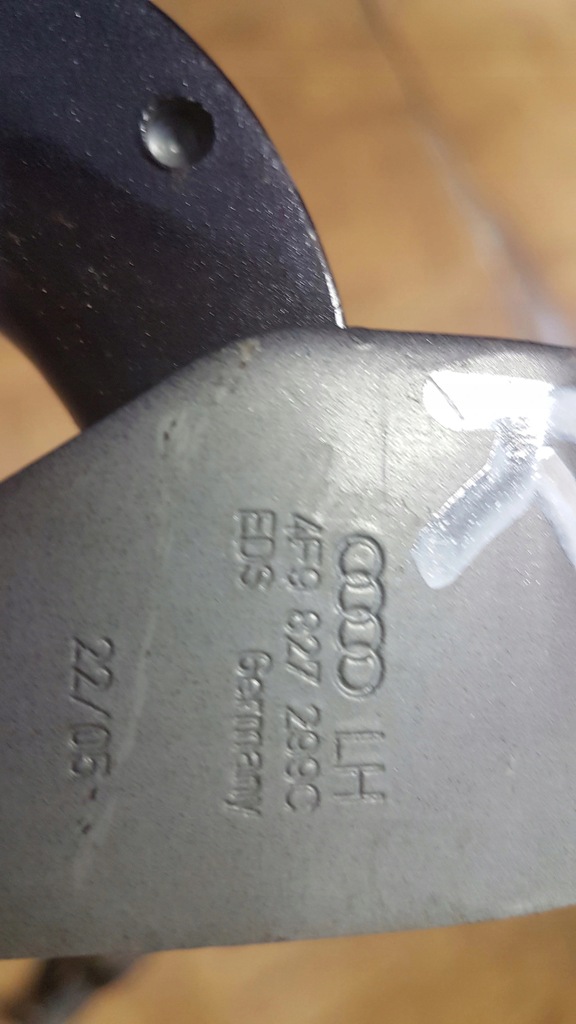 LH
4F9 827 299C
EDS Germany
22/05